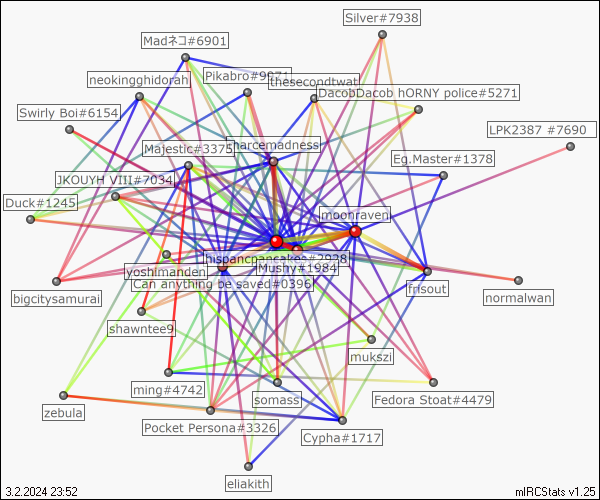 Silver#7938
Madネコ#6901
neokingghidorah
Pikabro#9971
thesecondtwat
DacobDacob hORNY police#5271
Swirly Boi#6154
LPK2387 #7690
Majestic#3375
marcemadness
Eg.Master#1378
JKOUYH VIII#7034
Duck#1245
moonraven
hispancpancakes#2928
yoshimanden
Mushy#1984
Can anything be saved#0396
bigcitysamurai
frisout
normalwan
shawntee9
mukszi
ming#4742
somass
Fedora Stoat#4479
zebula
Pocket Persona#3326
Cypha#1717
eliakith
3.2.2024 23:52
mIRCStats v1.25